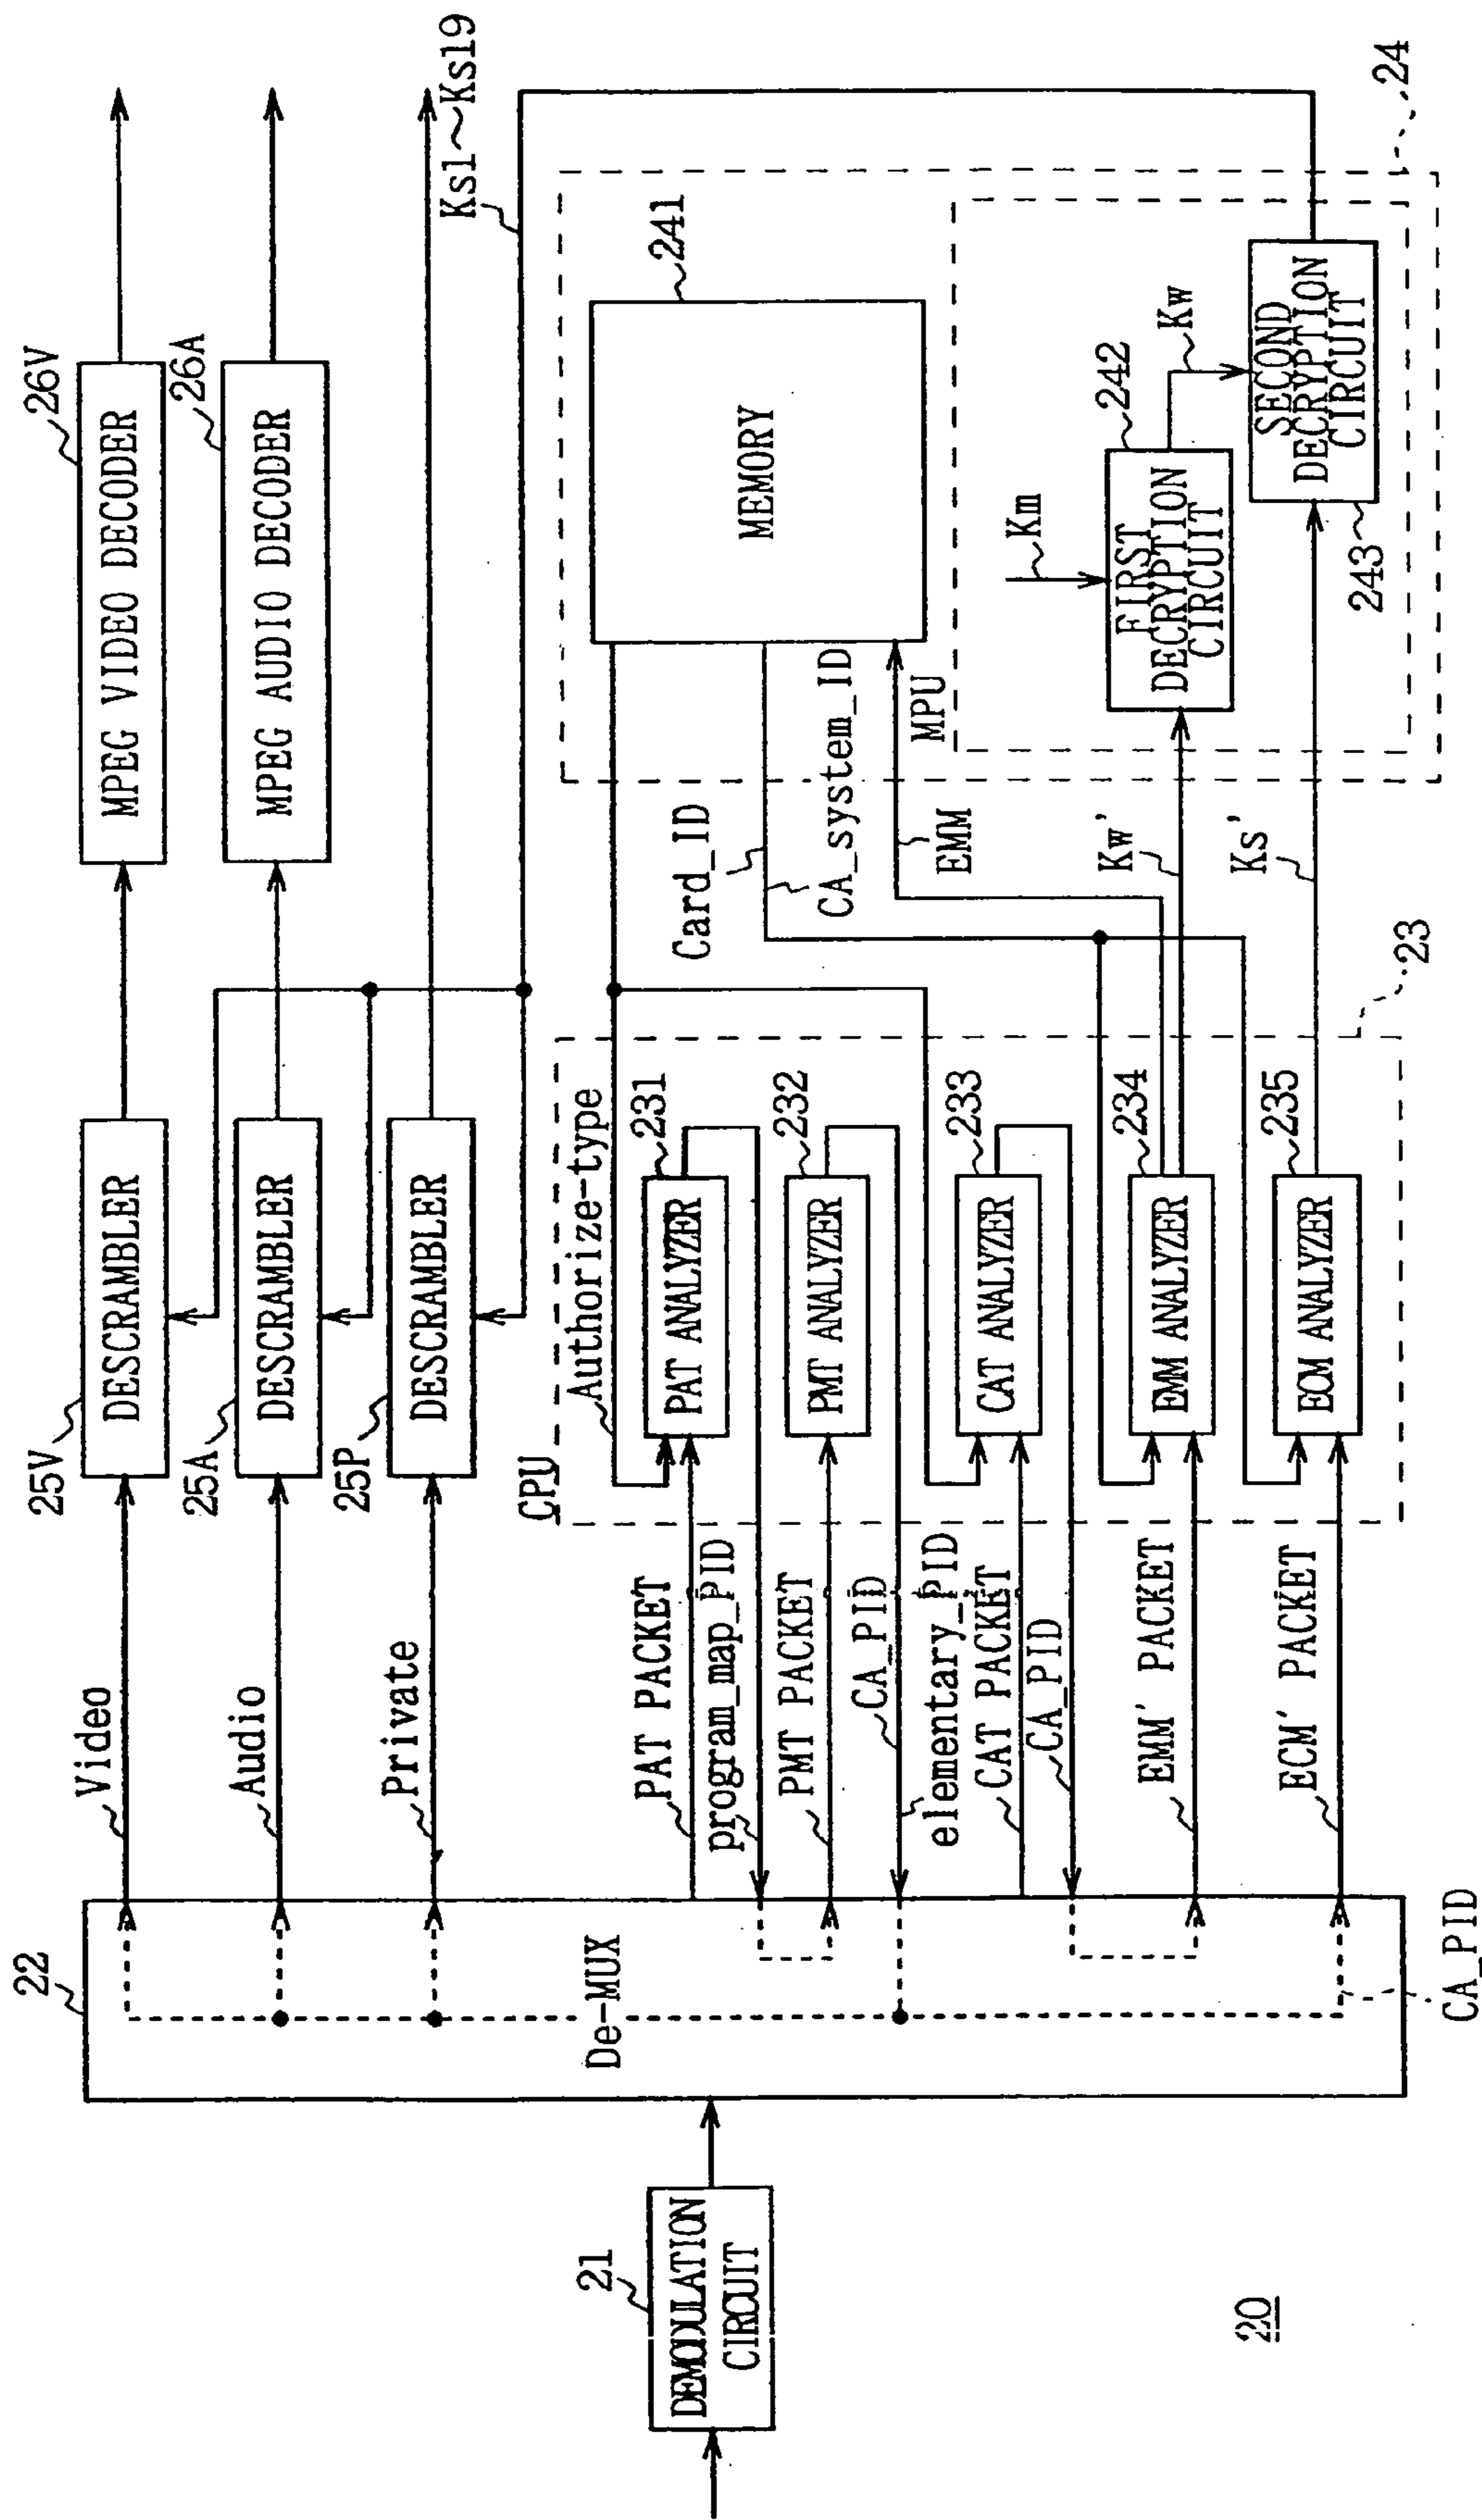 20
21
DEMODULATION
CIRCUIT
22
De-MUX
CA_PID
Video
Audio
Private
PAT PACKET
program_map_PID
PMT PACKET
CA_PID
elementary_PID
CAT PACKET
CA_PID
EMM' PACKET
ECM' PACKET
25V
DESCRAMBLER
25A
DESCRAMBLER
25P
DESCRAMBLER
CPU
Authorize-type
231
PAT ANALYZER
232
PMT ANALYZER
233
CAT ANALYZER
234
EMM ANALYZER
235
ECM ANALYZER
23
26V
MPEG VIDEO DECODER
26A
MPEG AUDIO DECODER
Card_ID
CA_system_ID
EMM
Kw'
Ks'
MPU
241
MEMORY
Km
242
FIRST
DECRYPTION
CIRCUIT
Kw
243
SECOND
DECRYPTION
CIRCUIT
Ks1~Ks19
24